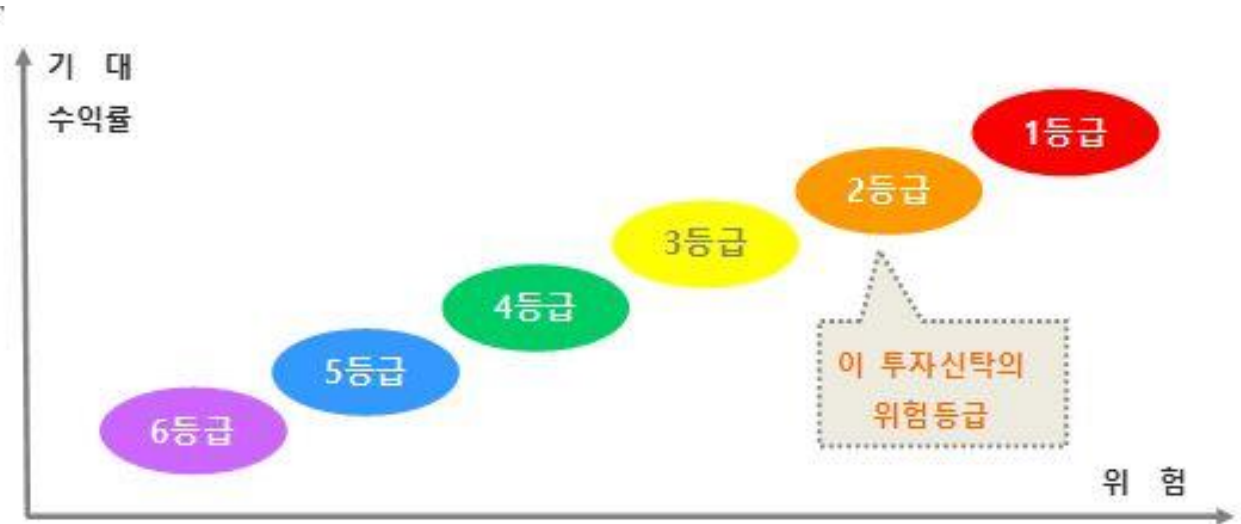 기 대
수익률
1등급
2등급
3등급
4등급
5등급
6등급
이 투자신탁의
위험등급
위 험